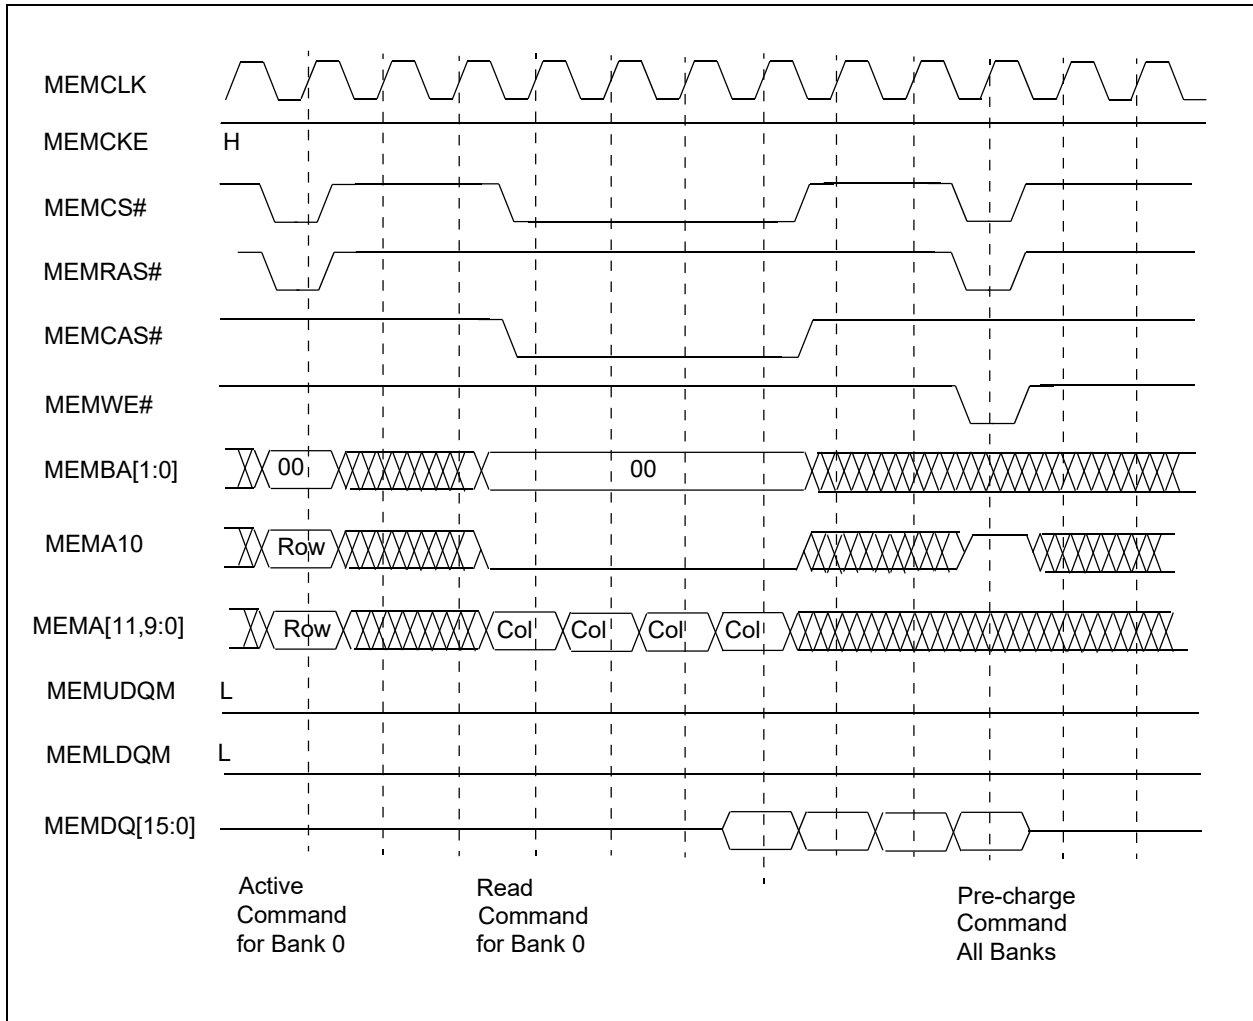 MEMCLK
MEMCKE H
MEMCS#
MEMRAS#
MEMCAS#
MEMWE#
MEMBA[1:0] 00 00
MEMA10 Row
MEMA[11,9:0] Row Col Col Col Col
MEMUDQM L
MEMLDQM L
MEMDQ[15:0]
Active
Command
for Bank 0
Read
Command
for Bank 0
Pre-charge
Command
All Banks